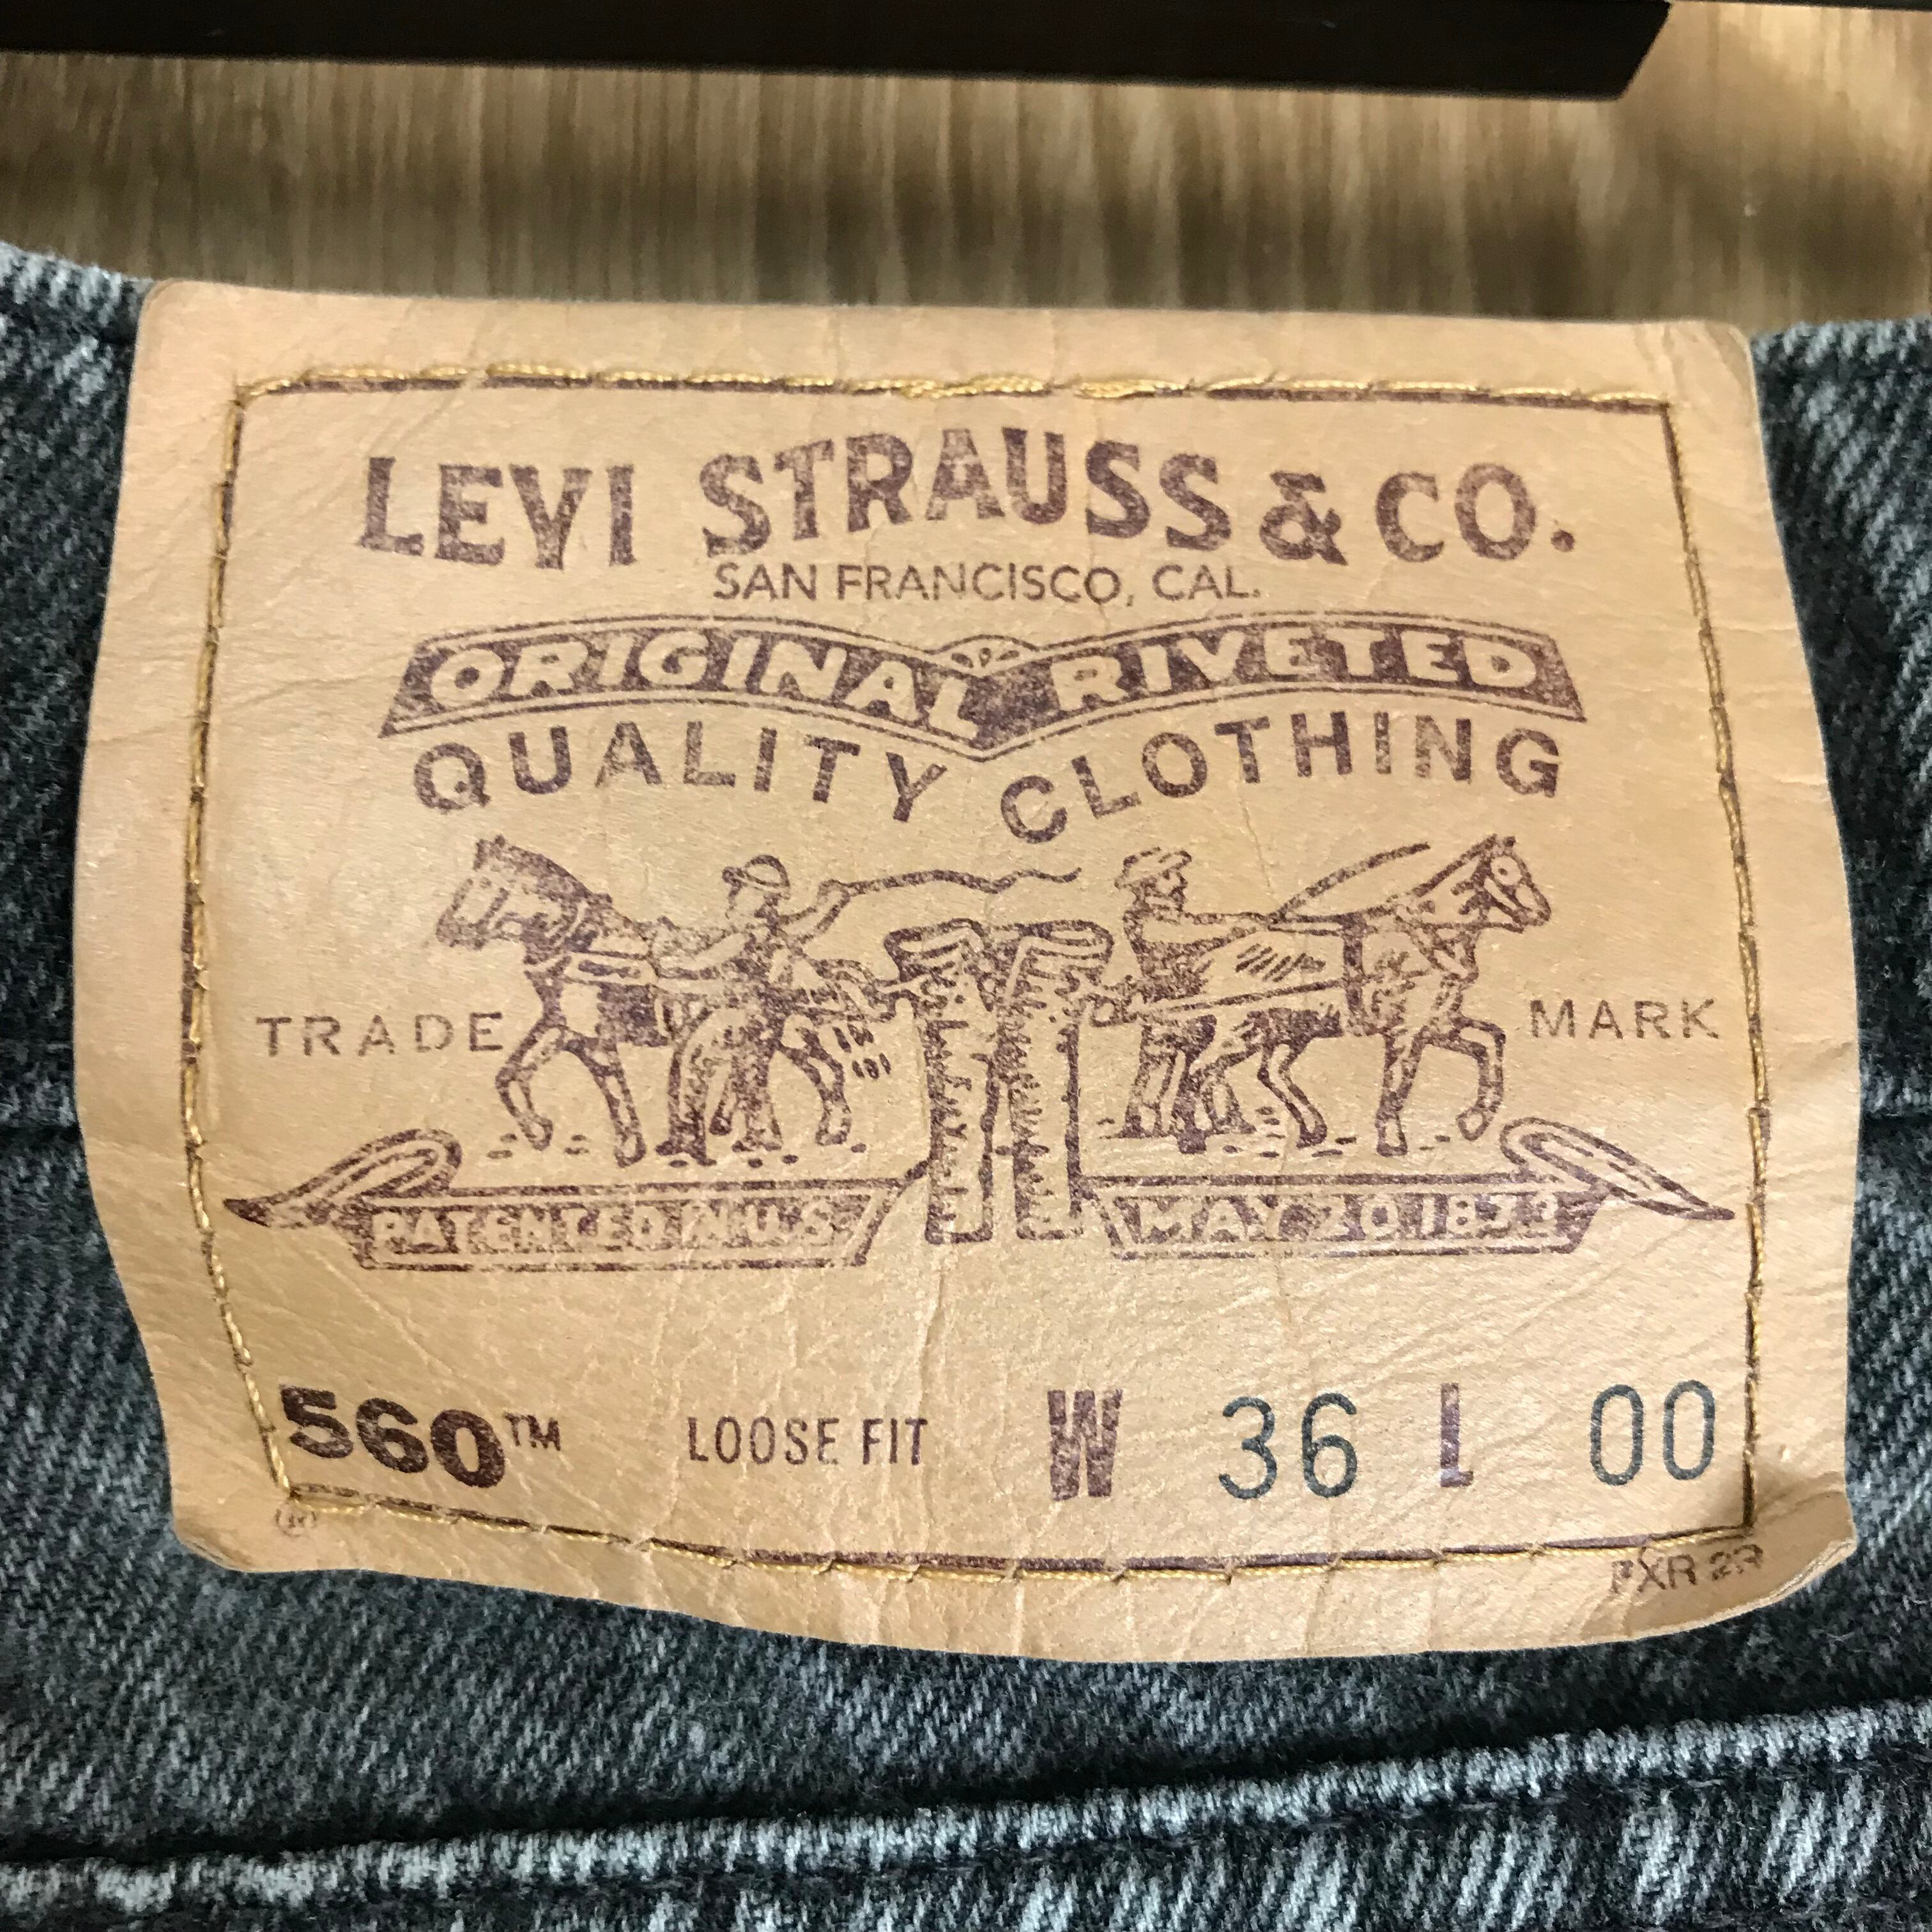 LEVI STRAUSS & CO.
SAN FRANCISCO, CAL.
ORIGINAL RIVETED
QUALITY CLOTHING
TRADE MARK
PATENTED IN U.S. MAY 20 1873
560™ LOOSE FIT W 36 L 00